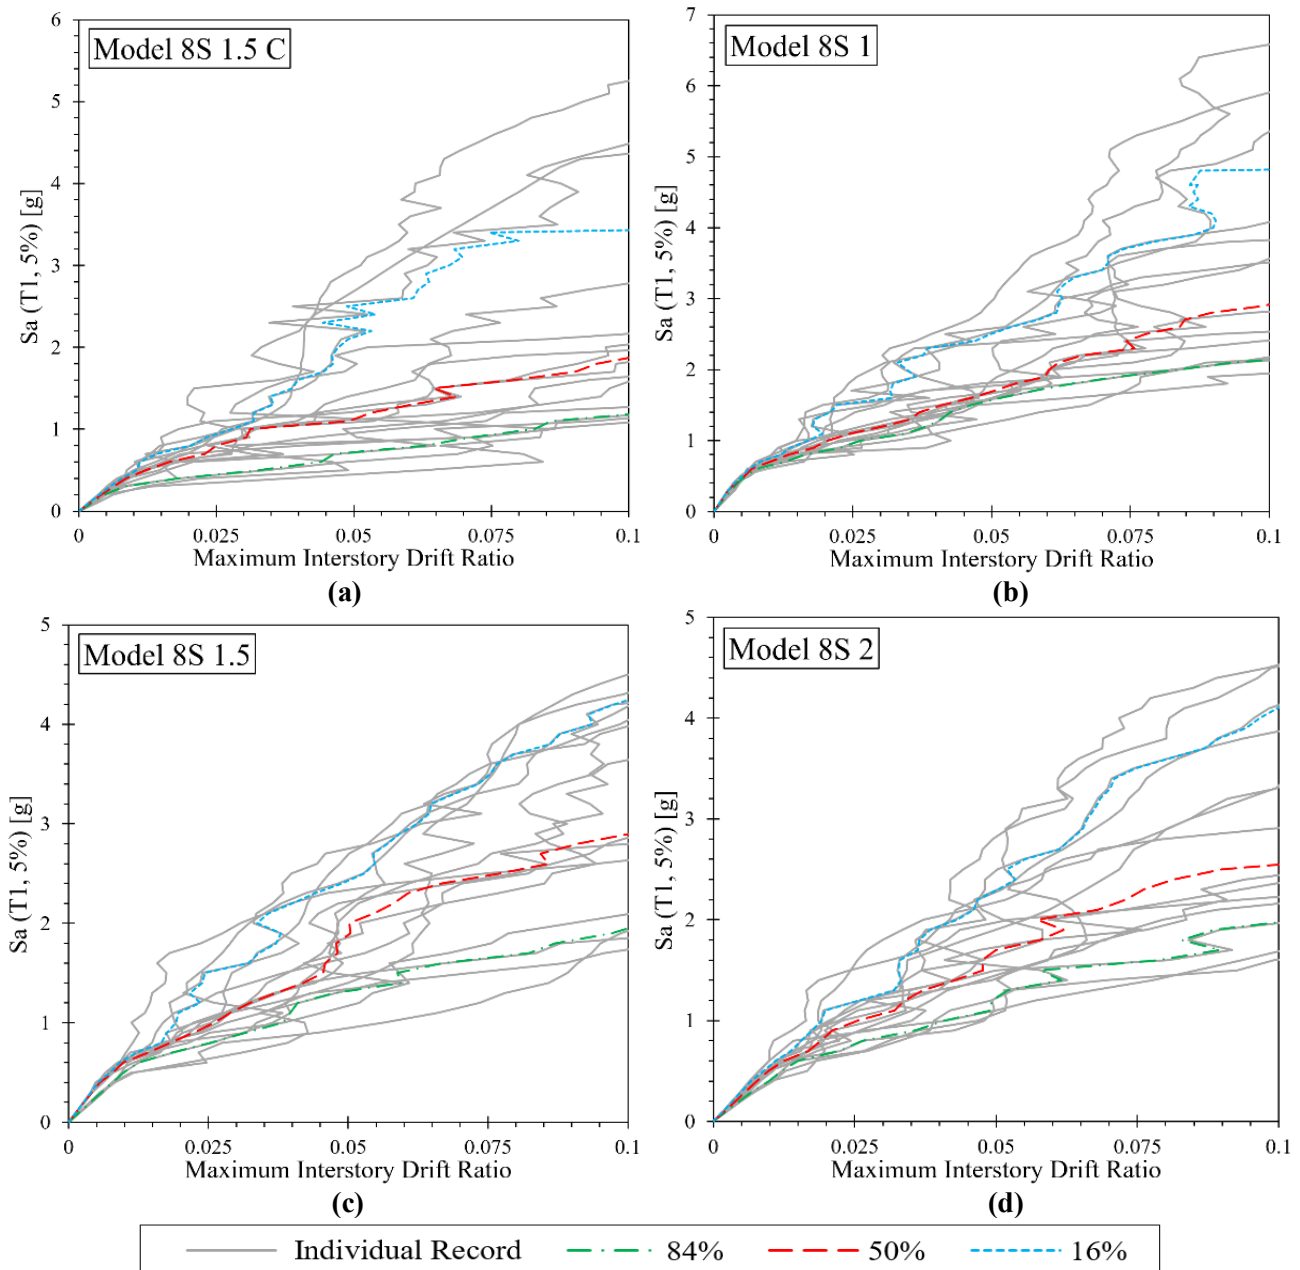 Model 8S 1.5 C
Sa (T1, 5%) [g]
6
5
4
3
2
1
0
0 0.025 0.05 0.075 0.1
Maximum Interstory Drift Ratio
(a)
Model 8S 1
Sa (T1, 5%) [g]
7
6
5
4
3
2
1
0
0 0.025 0.05 0.075 0.1
Maximum Interstory Drift Ratio
(b)
Model 8S 1.5
Sa (T1, 5%) [g]
5
4
3
2
1
0
0 0.025 0.05 0.075 0.1
Maximum Interstory Drift Ratio
(c)
Model 8S 2
Sa (T1, 5%) [g]
5
4
3
2
1
0
0 0.025 0.05 0.075 0.1
Maximum Interstory Drift Ratio
(d)
Individual Record 84% 50% 16%